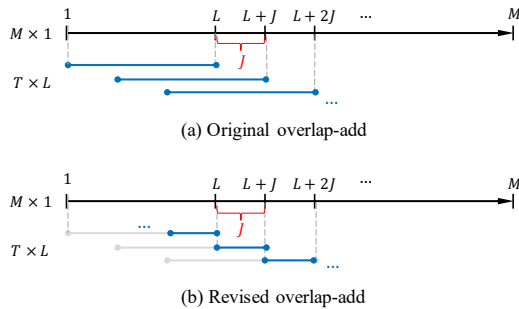 1 L L + J L + 2J ... M
M × 1
J
T × L
...
(a) Original overlap-add
1 L L + J L + 2J ... M
M × 1
J
...
T × L
...
(b) Revised overlap-add